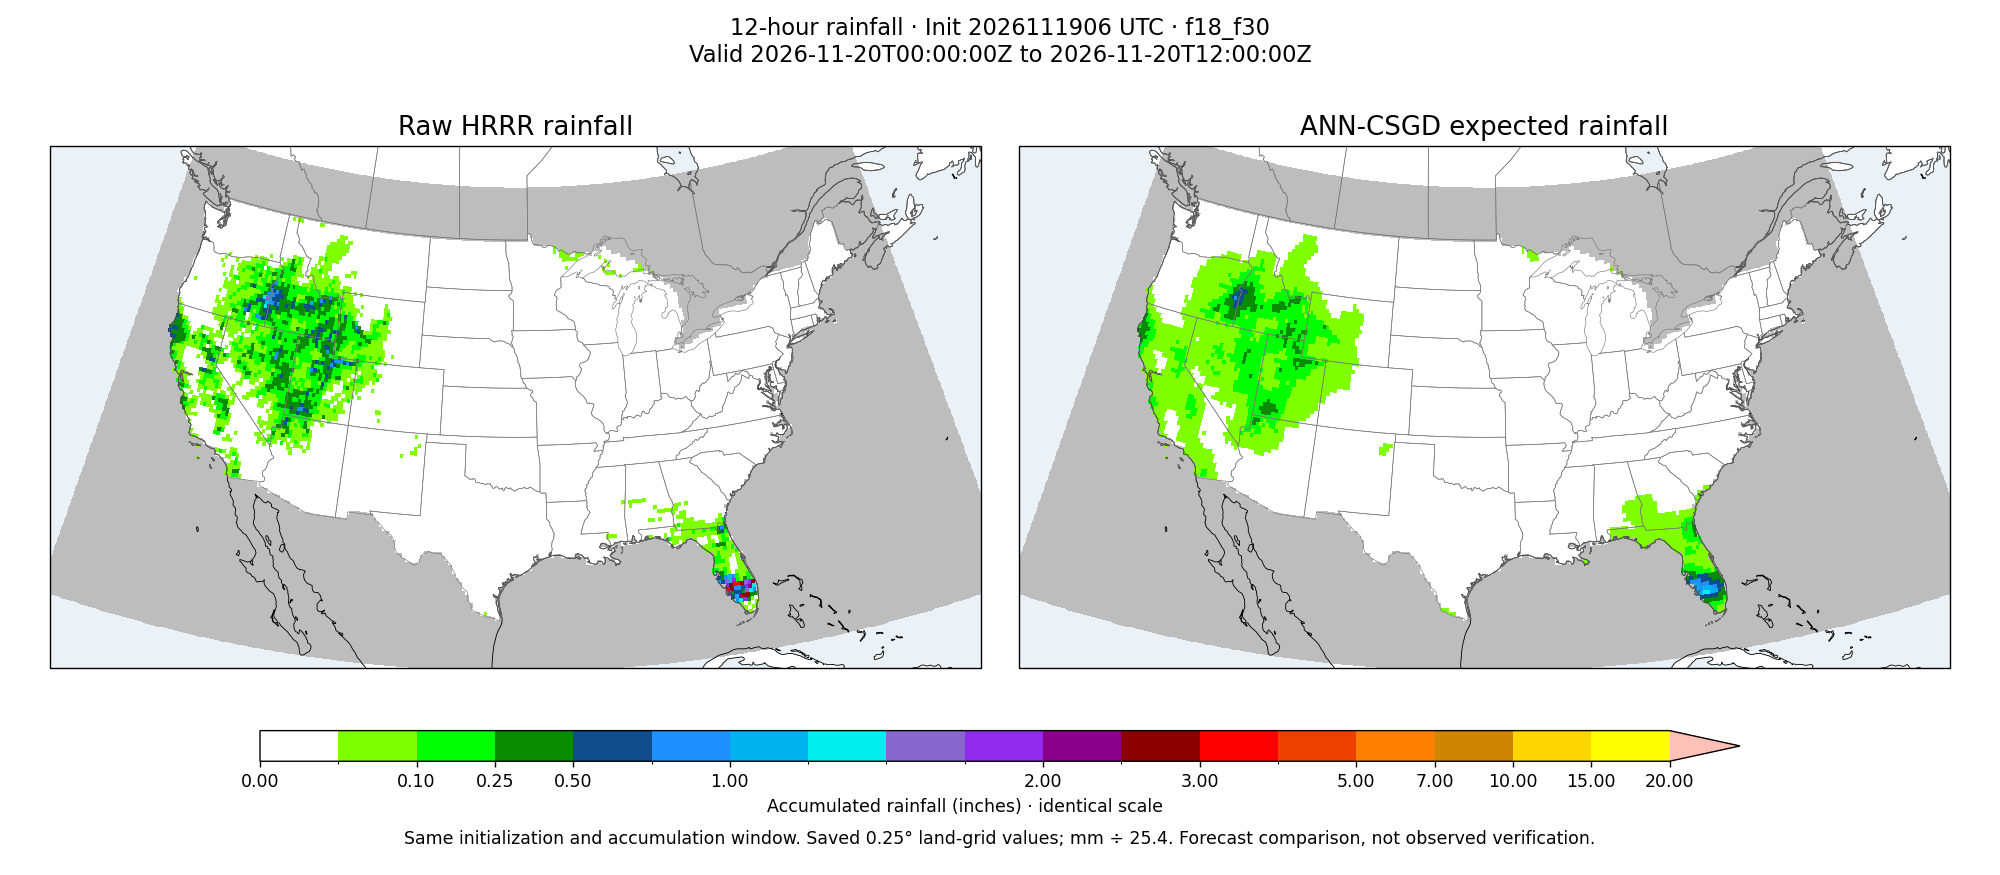 12-hour rainfall · Init 2026111906 UTC · f18_f30
Valid 2026-11-20T00:00:00Z to 2026-11-20T12:00:00Z
Raw HRRR rainfall
ANN-CSGD expected rainfall
0.00 0.10 0.25 0.50 1.00 2.00 3.00 5.00 7.00 10.00 15.00 20.00
Accumulated rainfall (inches) · identical scale
Same initialization and accumulation window. Saved 0.25° land-grid values; mm ÷ 25.4. Forecast comparison, not observed verification.